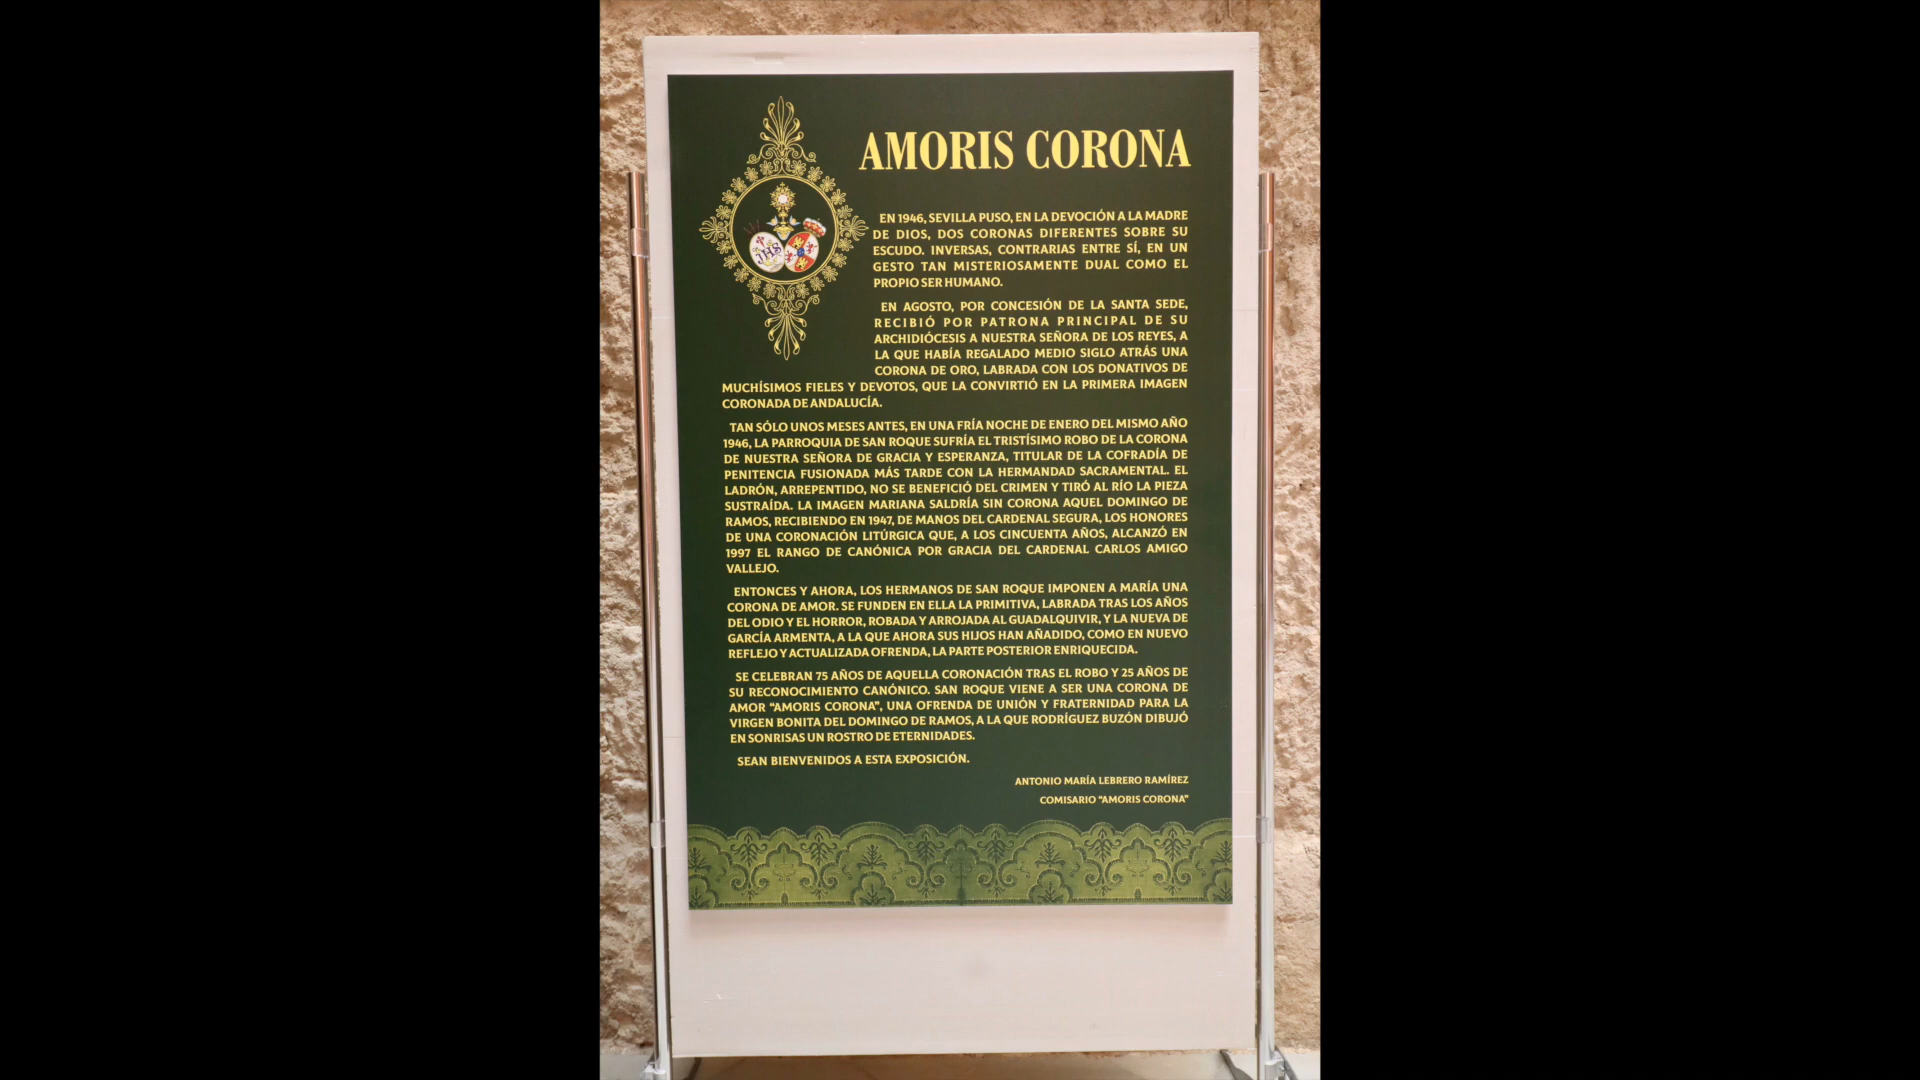 AMORIS CORONA
JHS
EN 1946, SEVILLA PUSO, EN LA DEVOCIÓN A LA MADRE
DE DIOS, DOS CORONAS DIFERENTES SOBRE SU
ESCUDO. INVERSAS, CONTRARIAS ENTRE SÍ, EN UN
GESTO TAN MISTERIOSAMENTE DUAL COMO EL
PROPIO SER HUMANO.
EN AGOSTO, POR CONCESIÓN DE LA SANTA SEDE,
RECIBIÓ POR PATRONA PRINCIPAL DE SU
ARCHIDIÓCESIS A NUESTRA SEÑORA DE LOS REYES, A
LA QUE HABÍA REGALADO MEDIO SIGLO ATRÁS UNA
CORONA DE ORO, LABRADA CON LOS DONATIVOS DE
MUCHÍSIMOS FIELES Y DEVOTOS, QUE LA CONVIRTIÓ EN LA PRIMERA IMAGEN
CORONADA DE ANDALUCÍA.
TAN SÓLO UNOS MESES ANTES, EN UNA FRÍA NOCHE DE ENERO DEL MISMO AÑO
1946, LA PARROQUIA DE SAN ROQUE SUFRÍA EL TRISTÍSIMO ROBO DE LA CORONA
DE NUESTRA SEÑORA DE GRACIA Y ESPERANZA, TITULAR DE LA COFRADÍA DE
PENITENCIA FUSIONADA MÁS TARDE CON LA HERMANDAD SACRAMENTAL. EL
LADRÓN, ARREPENTIDO, NO SE BENEFICIÓ DEL CRIMEN Y TIRÓ AL RÍO LA PIEZA
SUSTRAÍDA. LA IMAGEN MARIANA SALDRÍA SIN CORONA AQUEL DOMINGO DE
RAMOS, RECIBIENDO EN 1947, DE MANOS DEL CARDENAL SEGURA, LOS HONORES
DE UNA CORONACIÓN LITÚRGICA QUE, A LOS CINCUENTA AÑOS, ALCANZÓ EN
1997 EL RANGO DE CANÓNICA POR GRACIA DEL CARDENAL CARLOS AMIGO
VALLEJO.
ENTONCES Y AHORA, LOS HERMANOS DE SAN ROQUE IMPONEN A MARÍA UNA
CORONA DE AMOR. SE FUNDEN EN ELLA LA PRIMITIVA, LABRADA TRAS LOS AÑOS
DEL ODIO Y EL HORROR, ROBADA Y ARROJADA AL GUADALQUIVIR, Y LA NUEVA DE
GARCÍA ARMENTA, A LA QUE AHORA SUS HIJOS HAN AÑADIDO, COMO EN NUEVO
REFLEJO Y ACTUALIZADA OFRENDA, LA PARTE POSTERIOR ENRIQUECIDA.
SE CELEBRAN 75 AÑOS DE AQUELLA CORONACIÓN TRAS EL ROBO Y 25 AÑOS DE
SU RECONOCIMIENTO CANÓNICO. SAN ROQUE VIENE A SER UNA CORONA DE
AMOR “AMORIS CORONA”, UNA OFRENDA DE UNIÓN Y FRATERNIDAD PARA LA
VIRGEN BONITA DEL DOMINGO DE RAMOS, A LA QUE RODRÍGUEZ BUZÓN DIBUJÓ
EN SONRISAS UN ROSTRO DE ETERNIDADES.
SEAN BIENVENIDOS A ESTA EXPOSICIÓN.
ANTONIO MARÍA LEBRERO RAMÍREZ
COMISARIO “AMORIS CORONA”